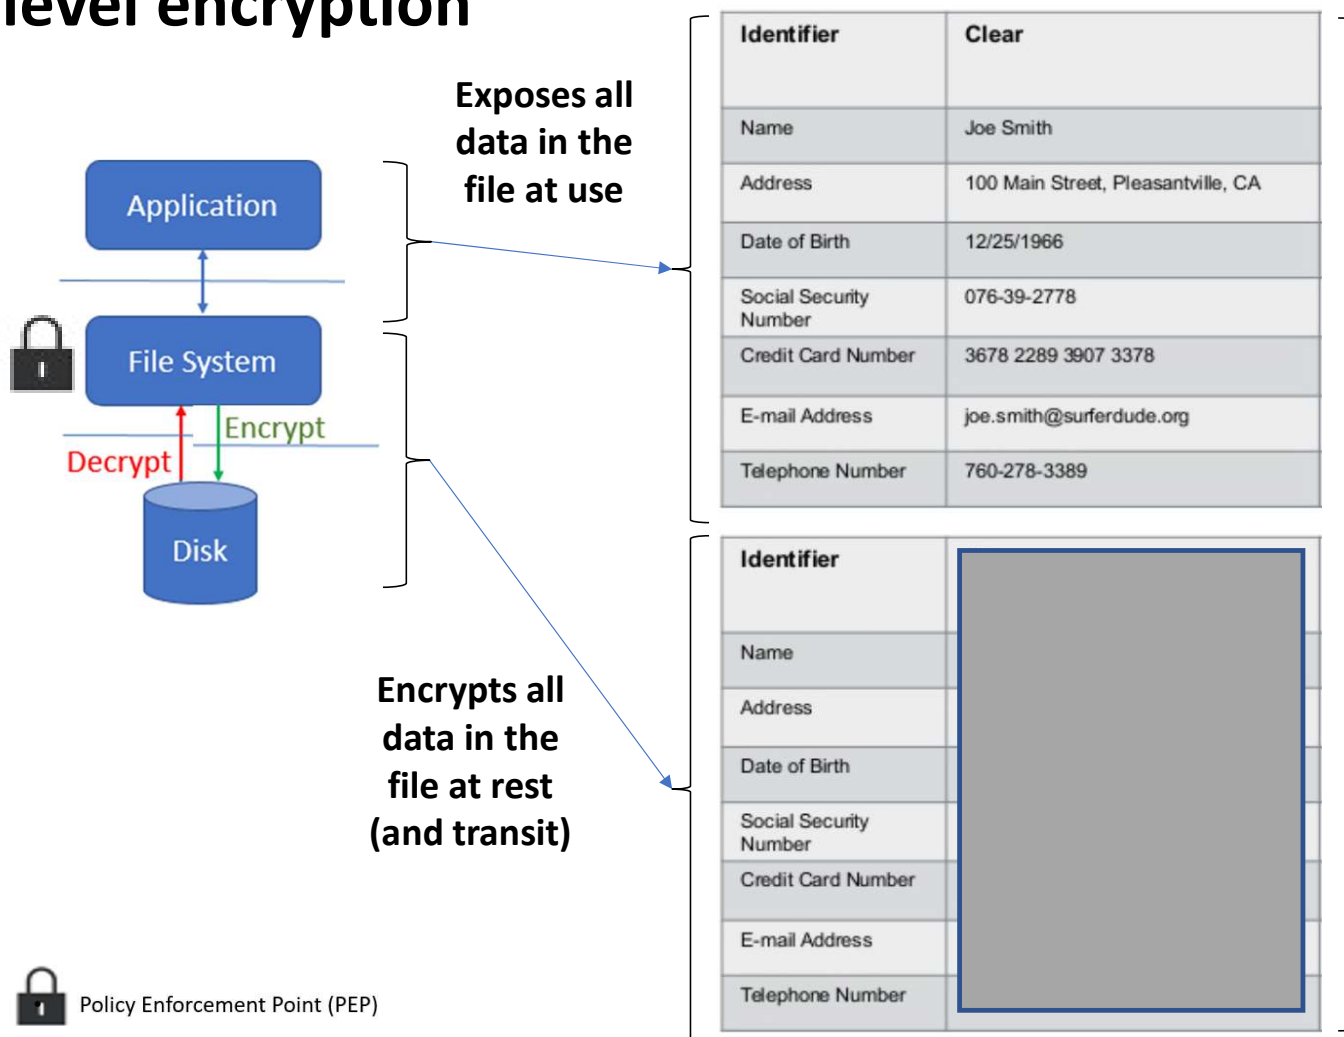 level encryption
Exposes all
data in the
file at use
Application
File System
Encrypt
Decrypt
Disk
Encrypts all
data in the
file at rest
(and transit)
Policy Enforcement Point (PEP)
Identifier Clear
Name Joe Smith
Address 100 Main Street, Pleasantville, CA
Date of Birth 12/25/1966
Social Security 076-39-2778
Number
Credit Card Number 3678 2289 3907 3378
E-mail Address joe.smith@surferdude.org
Telephone Number 760-278-3389
Identifier
Name
Address
Date of Birth
Social Security
Number
Credit Card Number
E-mail Address
Telephone Number